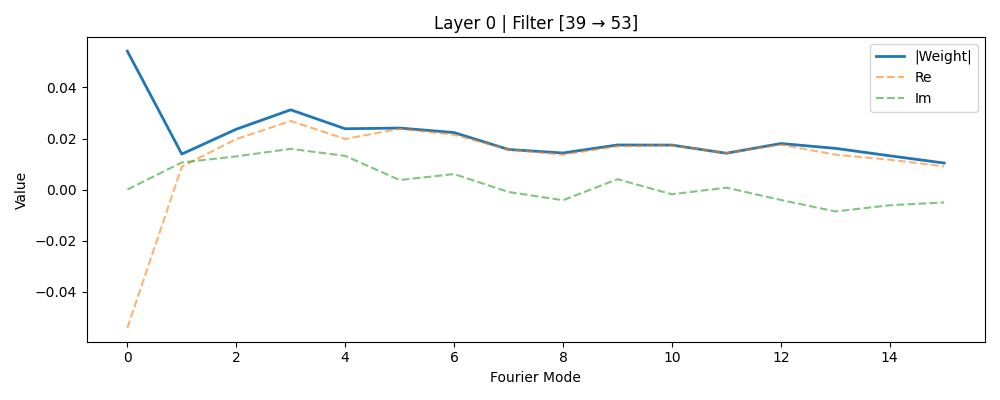 Layer 0 | Filter [39 → 53]
|Weight|
Re
Im
0.04
0.02
0.00
−0.02
−0.04
Value
0 2 4 6 8 10 12 14
Fourier Mode